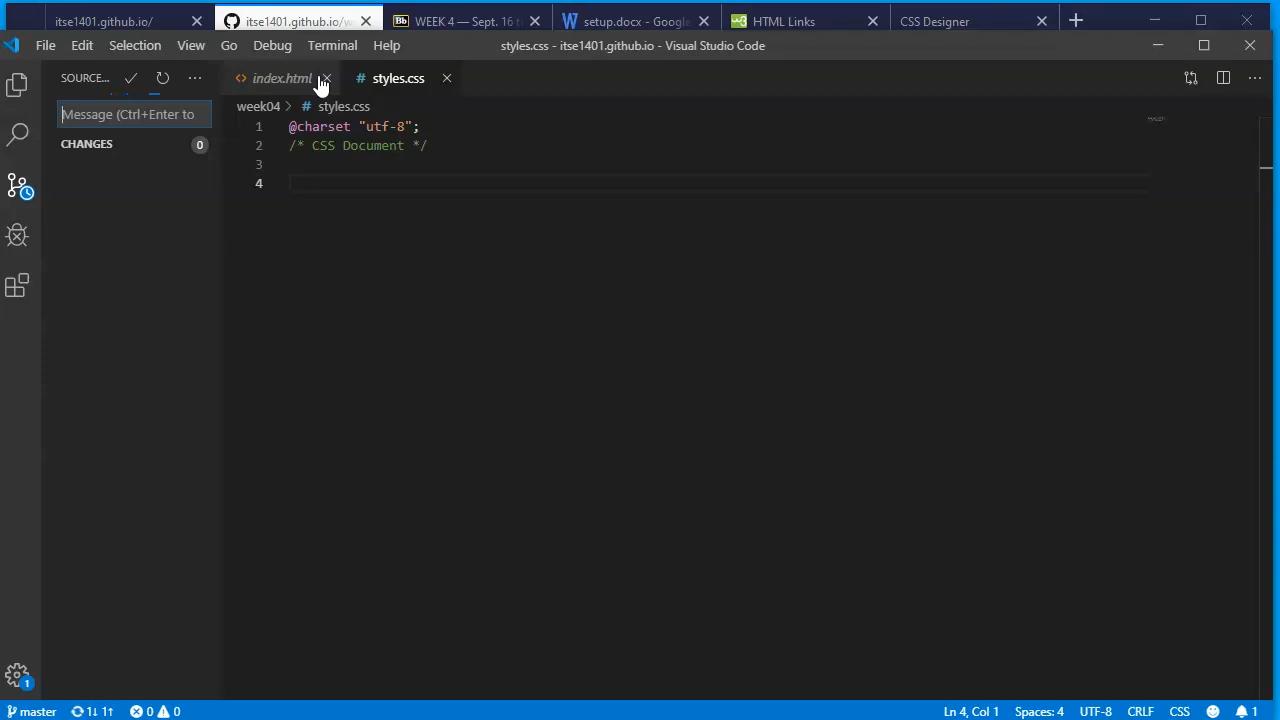 itse1401.github.io/
itse1401.github.io/w
Bb WEEK 4 — Sept. 16 t
setup.docx - Google
HTML Links
CSS Designer
File Edit Selection View Go Debug Terminal Help
styles.css - itse1401.github.io - Visual Studio Code
SOURCE...
index.html
# styles.css
week04 > # styles.css
Message (Ctrl+Enter to
CHANGES 0
1 @charset "utf-8";
2 /* CSS Document */
3
4
1
master 1↓ 1↑ 0 0
Ln 4, Col 1 Spaces: 4 UTF-8 CRLF CSS 1